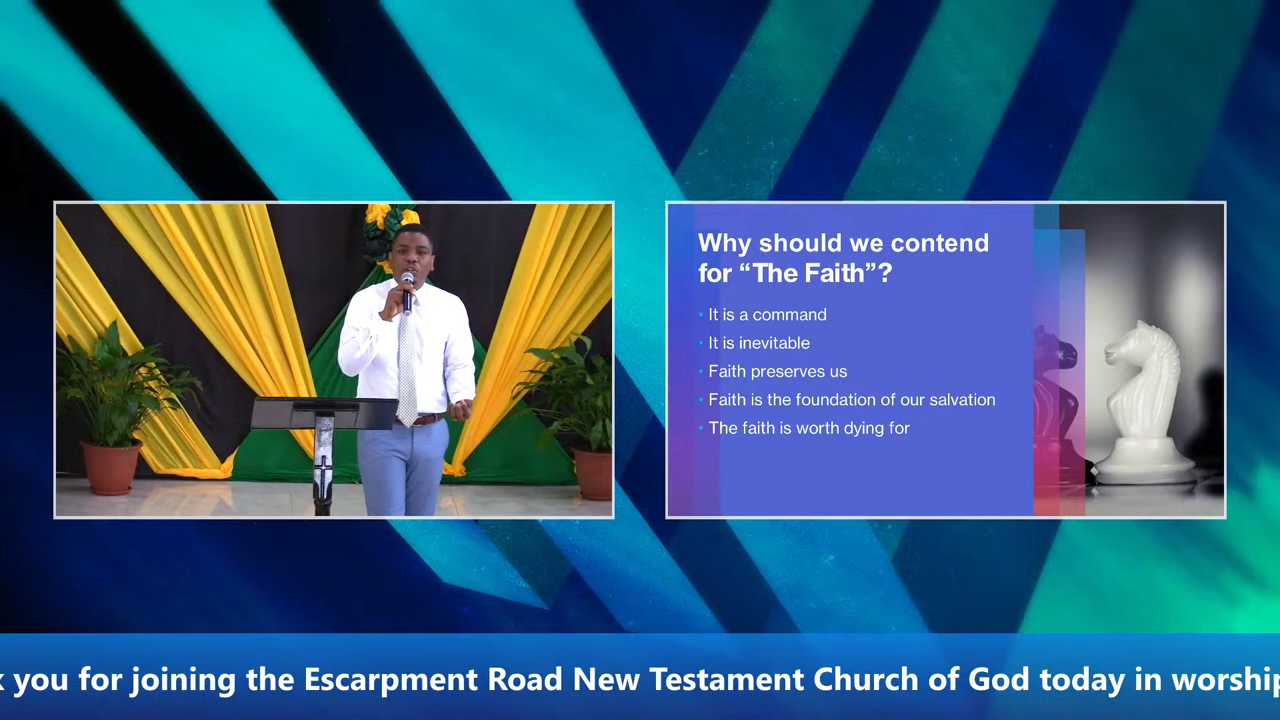 Why should we contend
for “The Faith”?
• It is a command
• It is inevitable
• Faith preserves us
• Faith is the foundation of our salvation
• The faith is worth dying for
you for joining the Escarpment Road New Testament Church of God today in worship